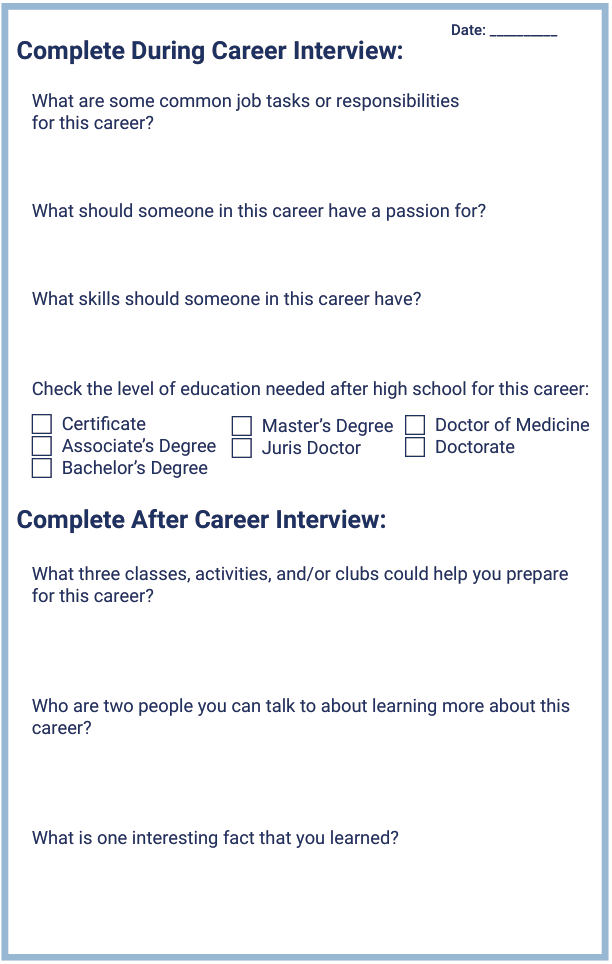 Date: __________
Complete During Career Interview:
What are some common job tasks or responsibilities
for this career?
What should someone in this career have a passion for?
What skills should someone in this career have?
Check the level of education needed after high school for this career:
Certificate
Associate’s Degree
Bachelor’s Degree
Master’s Degree
Juris Doctor
Doctor of Medicine
Doctorate
Complete After Career Interview:
What three classes, activities, and/or clubs could help you prepare
for this career?
Who are two people you can talk to about learning more about this
career?
What is one interesting fact that you learned?